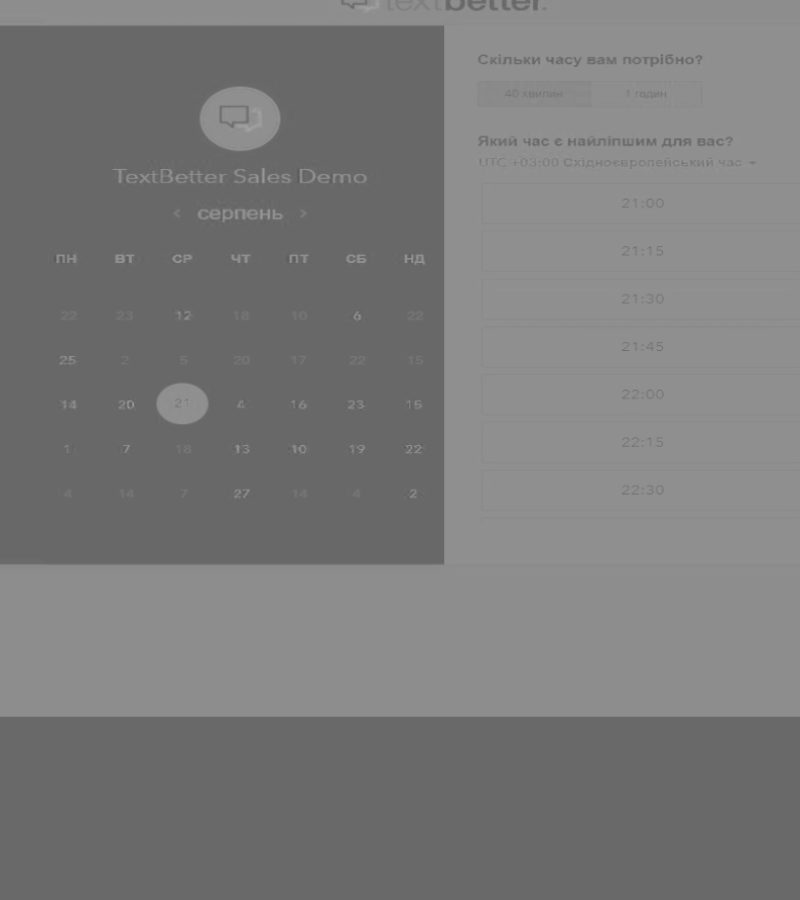 textbetter.
TextBetter Sales Demo
< серпень >
ПН ВТ СР ЧТ ПТ СБ НД
22 23 12 18 10 6 22
25 2 5 20 17 22 15
14 20 21 4 16 23 15
1 7 18 13 10 19 22
4 14 7 27 14 4 2
Скільки часу вам потрібно?
40 хвилин 1 годин
Який час є найліпшим для вас?
UTC +03:00 Східноєвропейський час
21:00
21:15
21:30
21:45
22:00
22:15
22:30